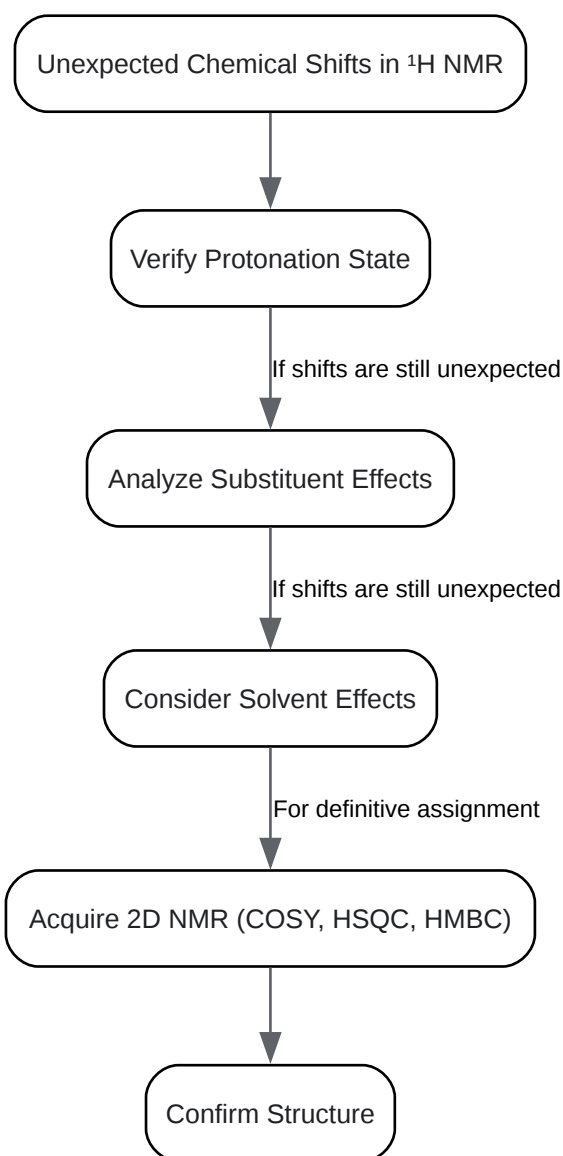 Unexpected Chemical Shifts in ¹H NMR
Verify Protonation State
If shifts are still unexpected
Analyze Substituent Effects
If shifts are still unexpected
Consider Solvent Effects
For definitive assignment
Acquire 2D NMR (COSY, HSQC, HMBC)
Confirm Structure